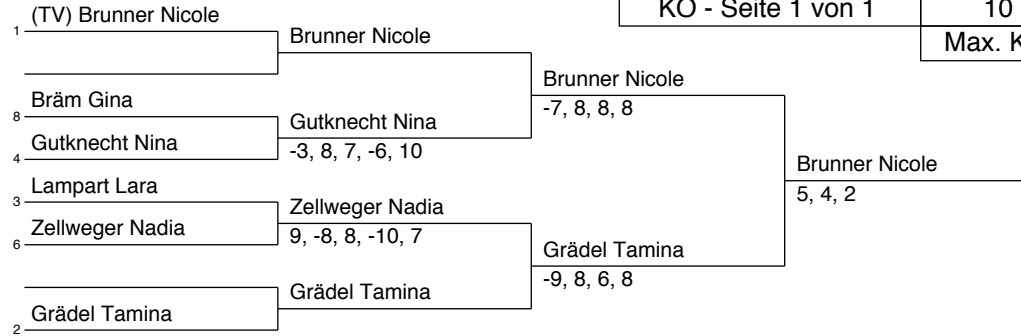 KO - Seite 1 von 1
10
Max. K
1 (TV) Brunner Nicole
Brunner Nicole
Brunner Nicole
-7, 8, 8, 8
8 Bräm Gina
Gutknecht Nina
-3, 8, 7, -6, 10
4 Gutknecht Nina
Brunner Nicole
5, 4, 2
3 Lampart Lara
Zellweger Nadia
9, -8, 8, -10, 7
6 Zellweger Nadia
Grädel Tamina
-9, 8, 6, 8
Grädel Tamina
2 Grädel Tamina